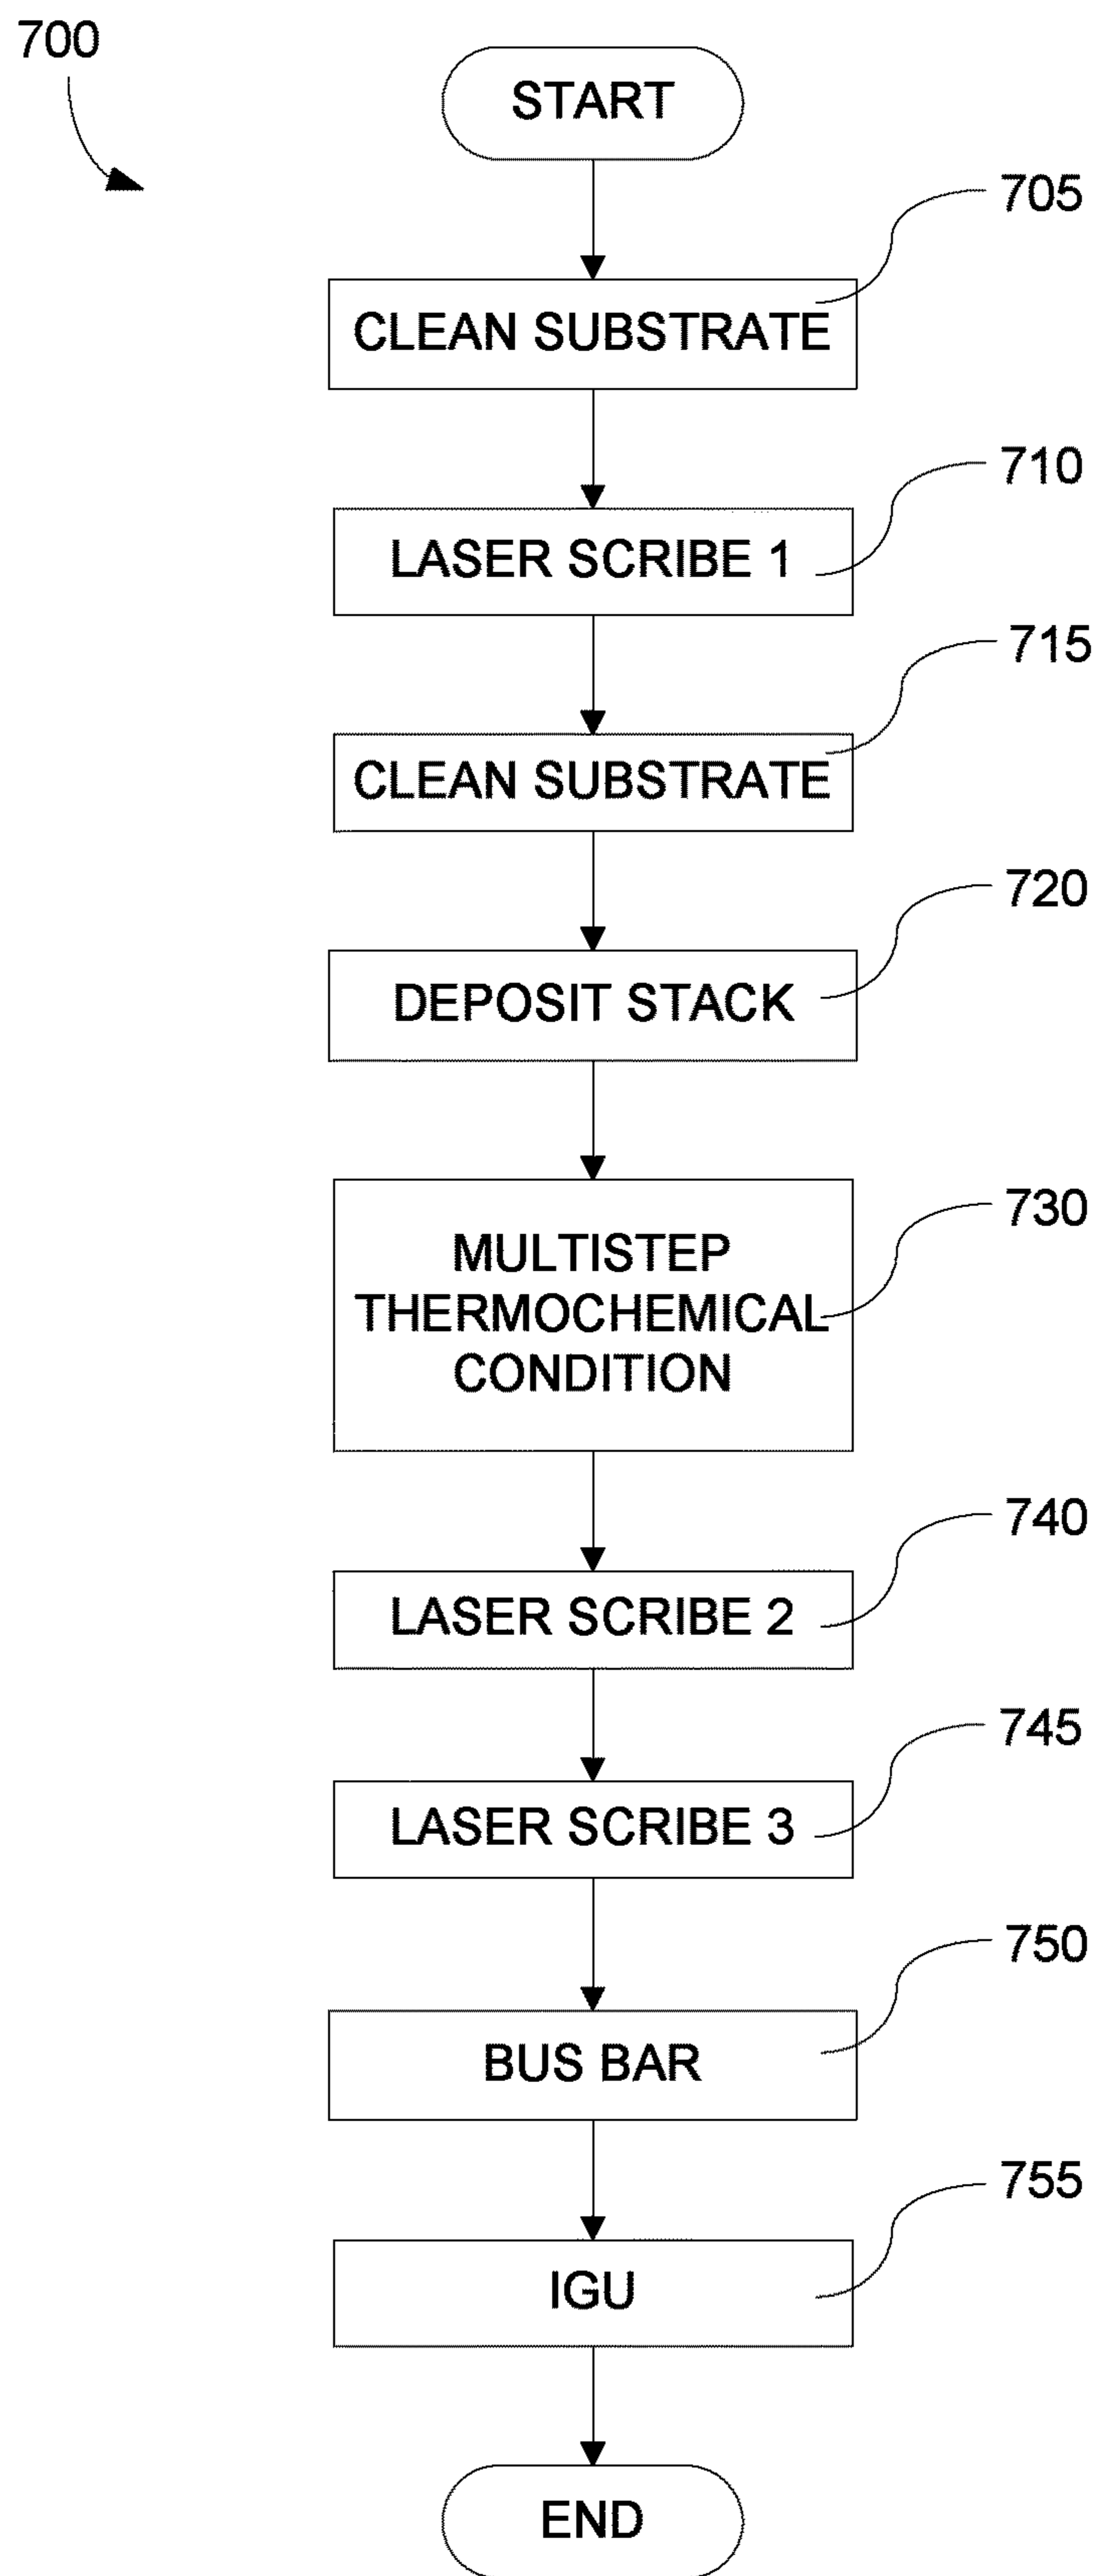 700
START
705
CLEAN SUBSTRATE
710
LASER SCRIBE 1
715
CLEAN SUBSTRATE
720
DEPOSIT STACK
730
MULTISTEP
THERMOCHEMICAL
CONDITION
740
LASER SCRIBE 2
745
LASER SCRIBE 3
750
BUS BAR
755
IGU
END